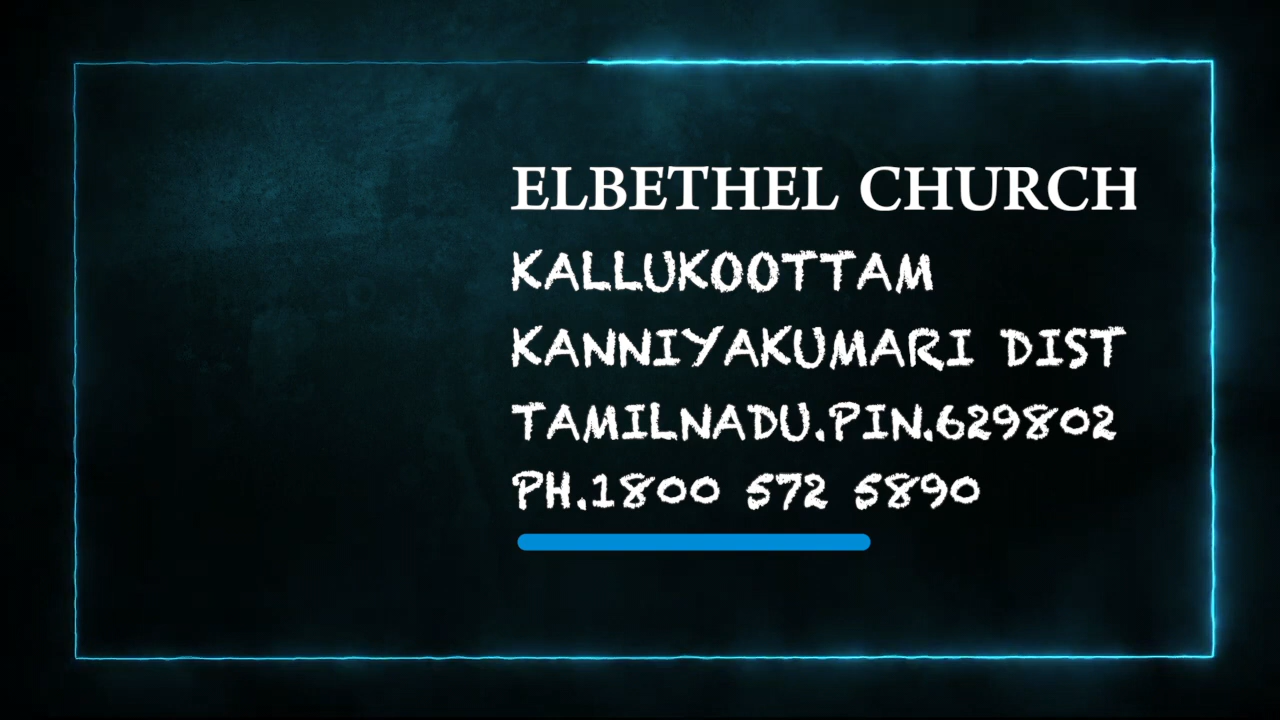 ELBETHEL CHURCH
KALLUKOOTTAM
KANNIYAKUMARI DIST
TAMILNADU.PIN.629802
PH.1800 572 5890